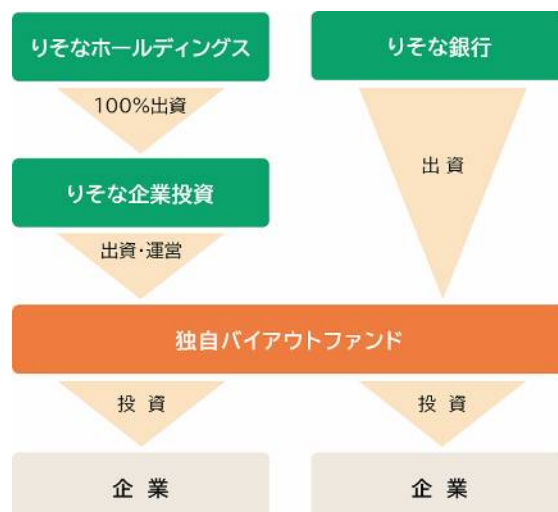 りそなホールディングス
りそな銀行
100%出資
出資
りそな企業投資
出資・運営
独自バイアウトファンド
投資
投資
企業
企業